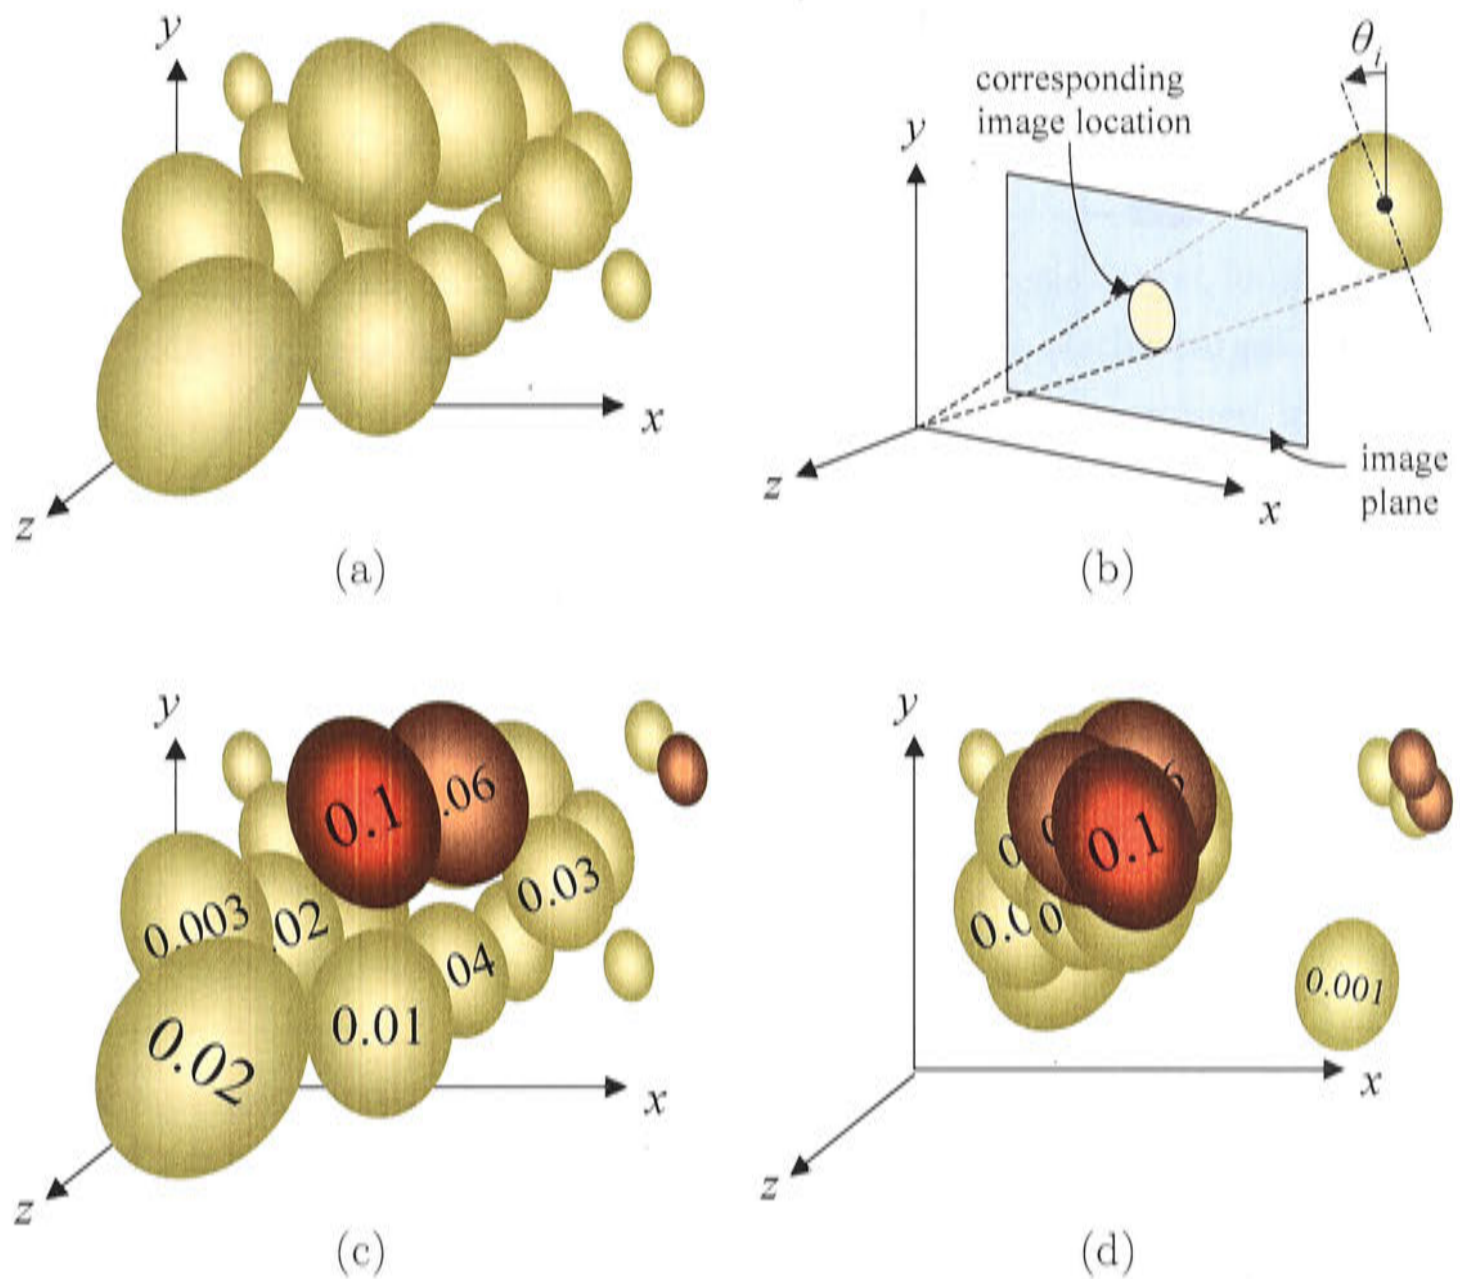 y
x
z
(a)
corresponding
image location
θi
y
z
x
image
plane
(b)
y
0.1
.06
0.03
0.003
.02
04
0.02
0.01
x
z
(c)
y
0.1
0.001
x
z
(d)